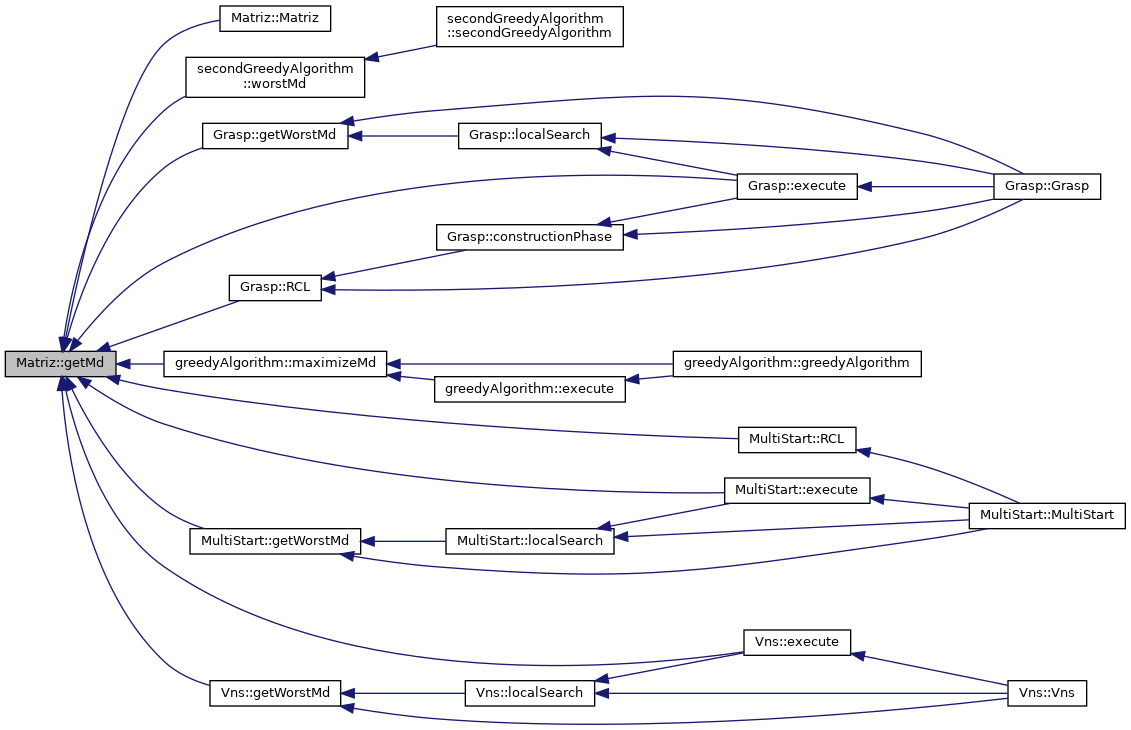 Matriz::Matriz
secondGreedyAlgorithm
::secondGreedyAlgorithm
secondGreedyAlgorithm
::worstMd
Grasp::getWorstMd
Grasp::localSearch
Grasp::execute
Grasp::Grasp
Grasp::constructionPhase
Grasp::RCL
Matriz::getMd
greedyAlgorithm::maximizeMd
greedyAlgorithm::greedyAlgorithm
greedyAlgorithm::execute
MultiStart::RCL
MultiStart::execute
MultiStart::MultiStart
MultiStart::getWorstMd
MultiStart::localSearch
Vns::execute
Vns::getWorstMd
Vns::localSearch
Vns::Vns